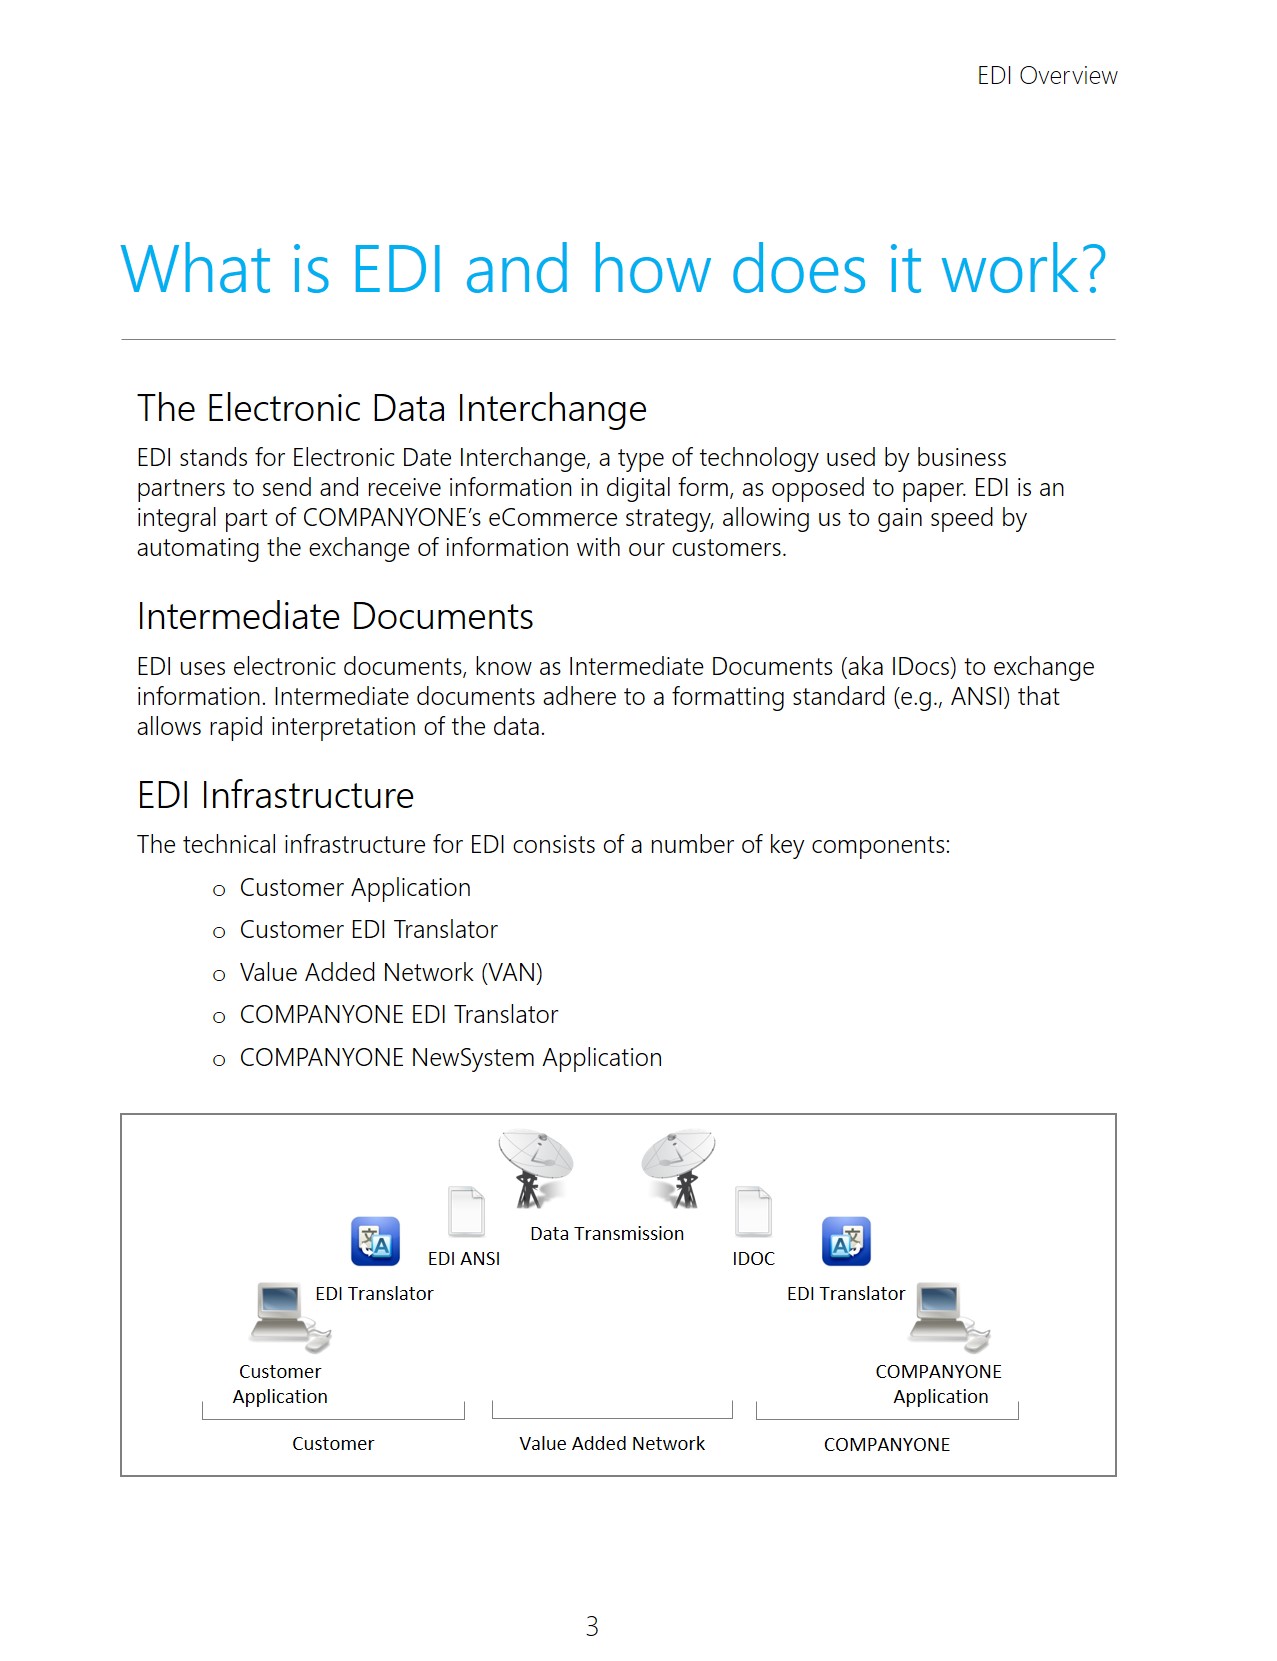 EDI Overview
What is EDI and how does it work?
The Electronic Data Interchange
EDI stands for Electronic Date Interchange, a type of technology used by business
partners to send and receive information in digital form, as opposed to paper. EDI is an
integral part of COMPANYONE’s eCommerce strategy, allowing us to gain speed by
automating the exchange of information with our customers.
Intermediate Documents
EDI uses electronic documents, know as Intermediate Documents (aka IDocs) to exchange
information. Intermediate documents adhere to a formatting standard (e.g., ANSI) that
allows rapid interpretation of the data.
EDI Infrastructure
The technical infrastructure for EDI consists of a number of key components:
o Customer Application
o Customer EDI Translator
o Value Added Network (VAN)
o COMPANYONE EDI Translator
o COMPANYONE NewSystem Application
Data Transmission
文 A
EDI ANSI
IDOC
A 文
EDI Translator
EDI Translator
Customer
Application
COMPANYONE
Application
Customer
Value Added Network
COMPANYONE
3